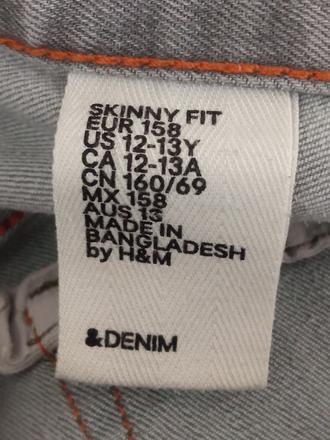 SKINNY FIT
EUR 158
US 12-13Y
CA 12-13A
CN 160/69
MX 158
AUS 13
MADE IN
BANGLADESH
by H&M
&DENIM